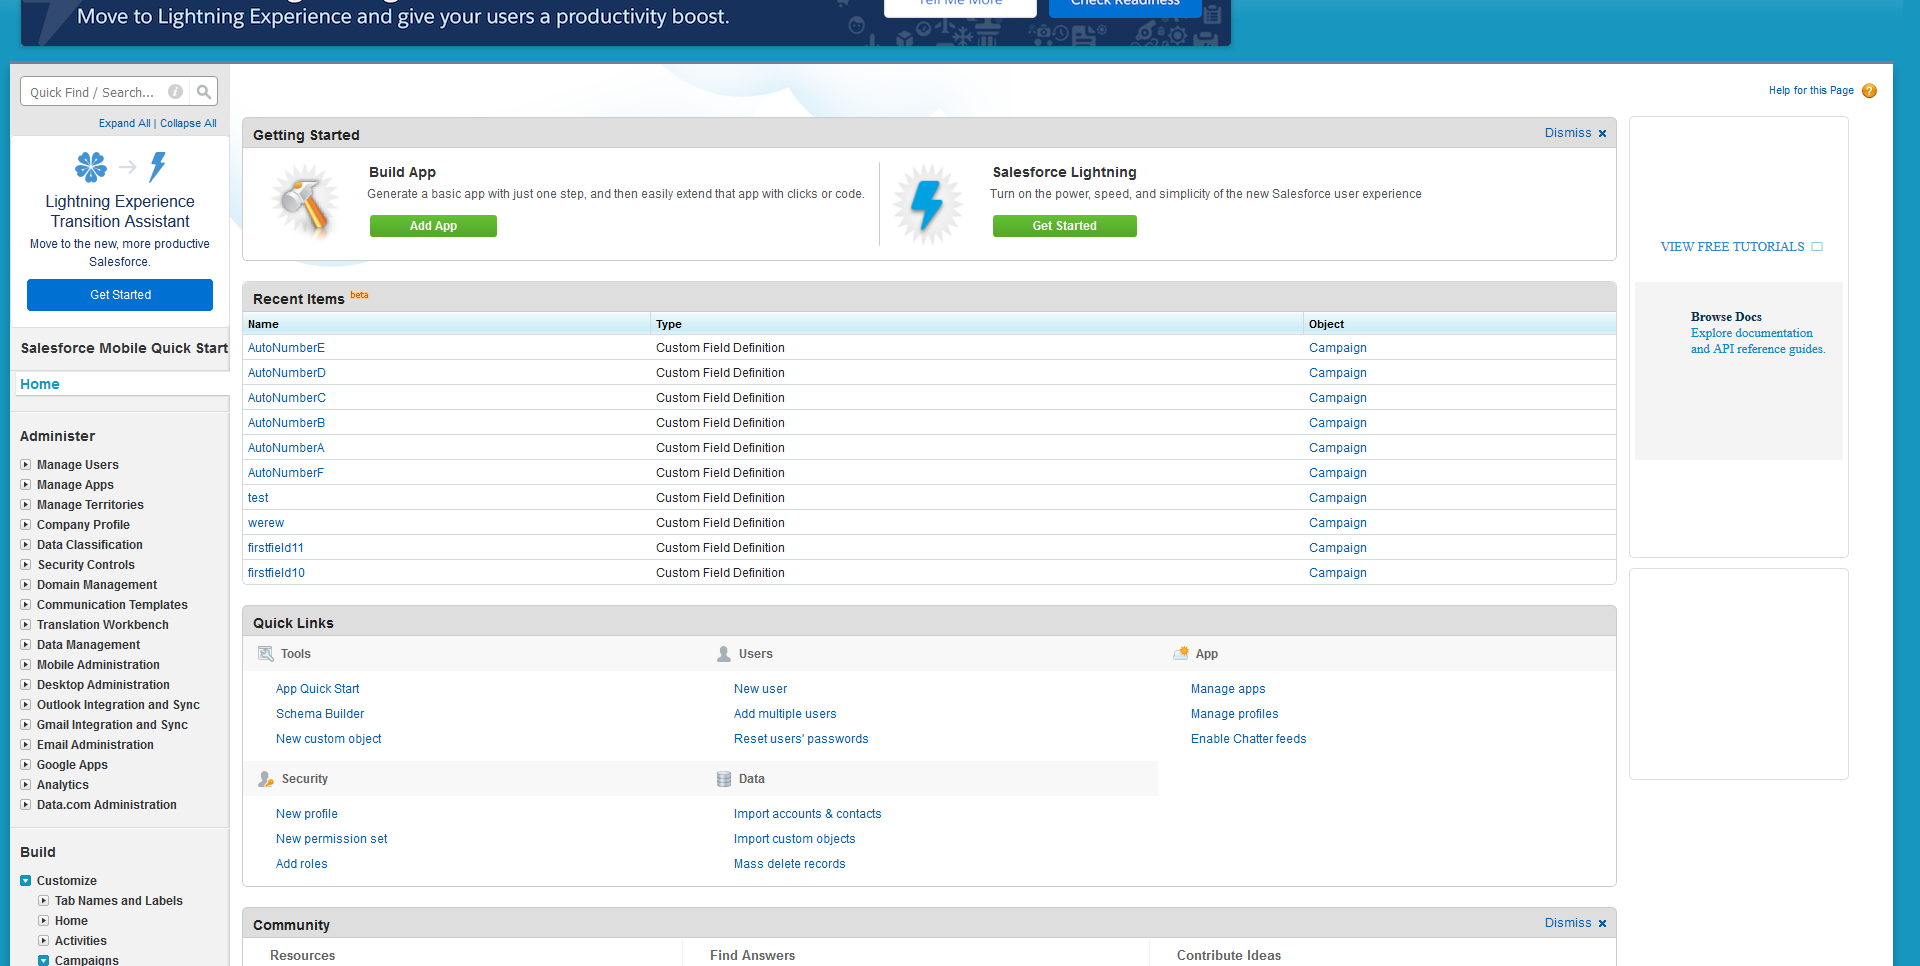 Move to Lightning Experience and give your users a productivity boost.
Tell Me More
Check Readiness
Quick Find / Search...
Expand All | Collapse All
Lightning Experience
Transition Assistant
Move to the new, more productive
Salesforce.
Get Started
Salesforce Mobile Quick Start
Home
Administer
Manage Users
Manage Apps
Manage Territories
Company Profile
Data Classification
Security Controls
Domain Management
Communication Templates
Translation Workbench
Data Management
Mobile Administration
Desktop Administration
Outlook Integration and Sync
Gmail Integration and Sync
Email Administration
Google Apps
Analytics
Data.com Administration
Build
Customize
Tab Names and Labels
Home
Activities
Campaigns
Help for this Page ?
Getting Started
Dismiss
Build App
Generate a basic app with just one step, and then easily extend that app with clicks or code.
Add App
Salesforce Lightning
Turn on the power, speed, and simplicity of the new Salesforce user experience
Get Started
Recent Items beta
Name Type Object
AutoNumberE Custom Field Definition Campaign
AutoNumberD Custom Field Definition Campaign
AutoNumberC Custom Field Definition Campaign
AutoNumberB Custom Field Definition Campaign
AutoNumberA Custom Field Definition Campaign
AutoNumberF Custom Field Definition Campaign
test Custom Field Definition Campaign
werew Custom Field Definition Campaign
firstfield11 Custom Field Definition Campaign
firstfield10 Custom Field Definition Campaign
Quick Links
Tools
App Quick Start
Schema Builder
New custom object
Users
New user
Add multiple users
Reset users' passwords
App
Manage apps
Manage profiles
Enable Chatter feeds
Security
New profile
New permission set
Add roles
Data
Import accounts & contacts
Import custom objects
Mass delete records
Community
Dismiss
Resources
Find Answers
Contribute Ideas
VIEW FREE TUTORIALS
Browse Docs
Explore documentation
and API reference guides.